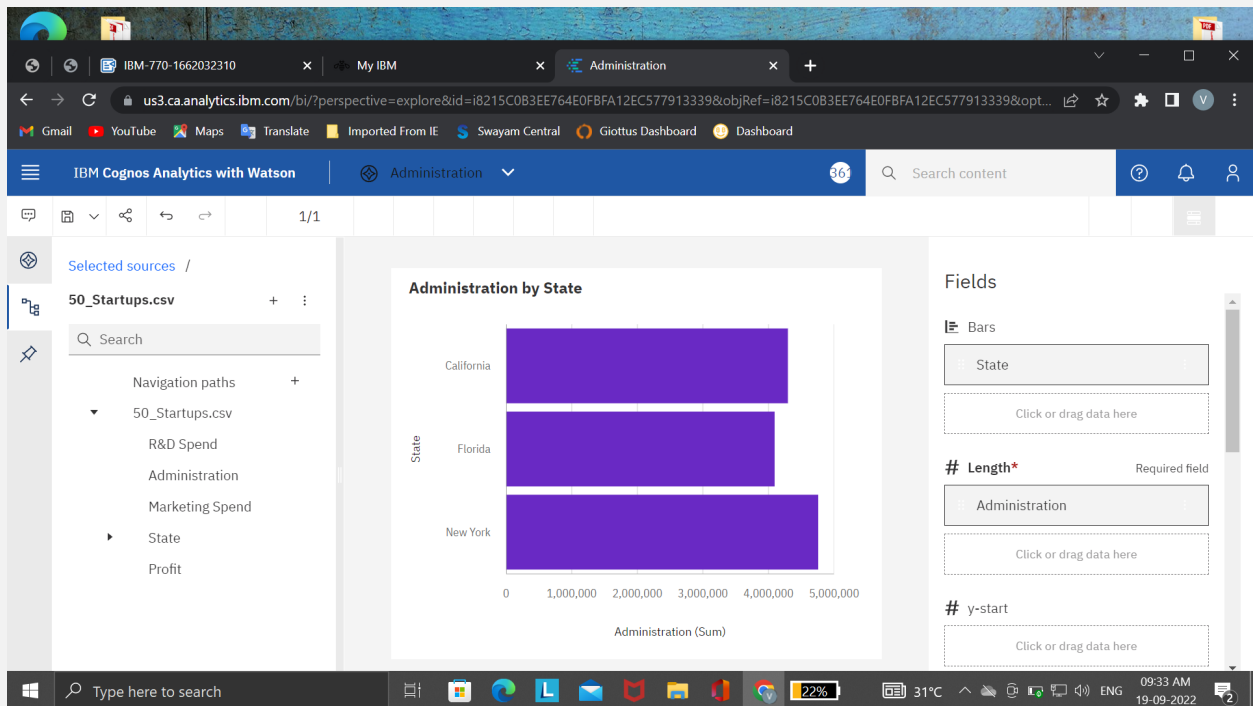 PDF
IBM-770-1662032310
My IBM
Administration
us3.ca.analytics.ibm.com/bi/?perspective=explore&id=i8215C0B3EE764E0FBFA12EC577913339&objRef=i8215C0B3EE764E0FBFA12EC577913339&opt...
V
Gmail YouTube Maps Translate Imported From IE Swayam Central Giottus Dashboard Dashboard
IBM Cognos Analytics with Watson Administration 361 Search content
1/1
Selected sources /
50_Startups.csv
Search
Navigation paths
50_Startups.csv
R&D Spend
Administration
Marketing Spend
State
Profit
Administration by State
State
California
Florida
New York
0 1,000,000 2,000,000 3,000,000 4,000,000 5,000,000
Administration (Sum)
Fields
Bars
State
Click or drag data here
# Length* Required field
Administration
Click or drag data here
# y-start
Click or drag data here
Type here to search
L
V
22%
31°C
ENG
09:33 AM
19-09-2022
2